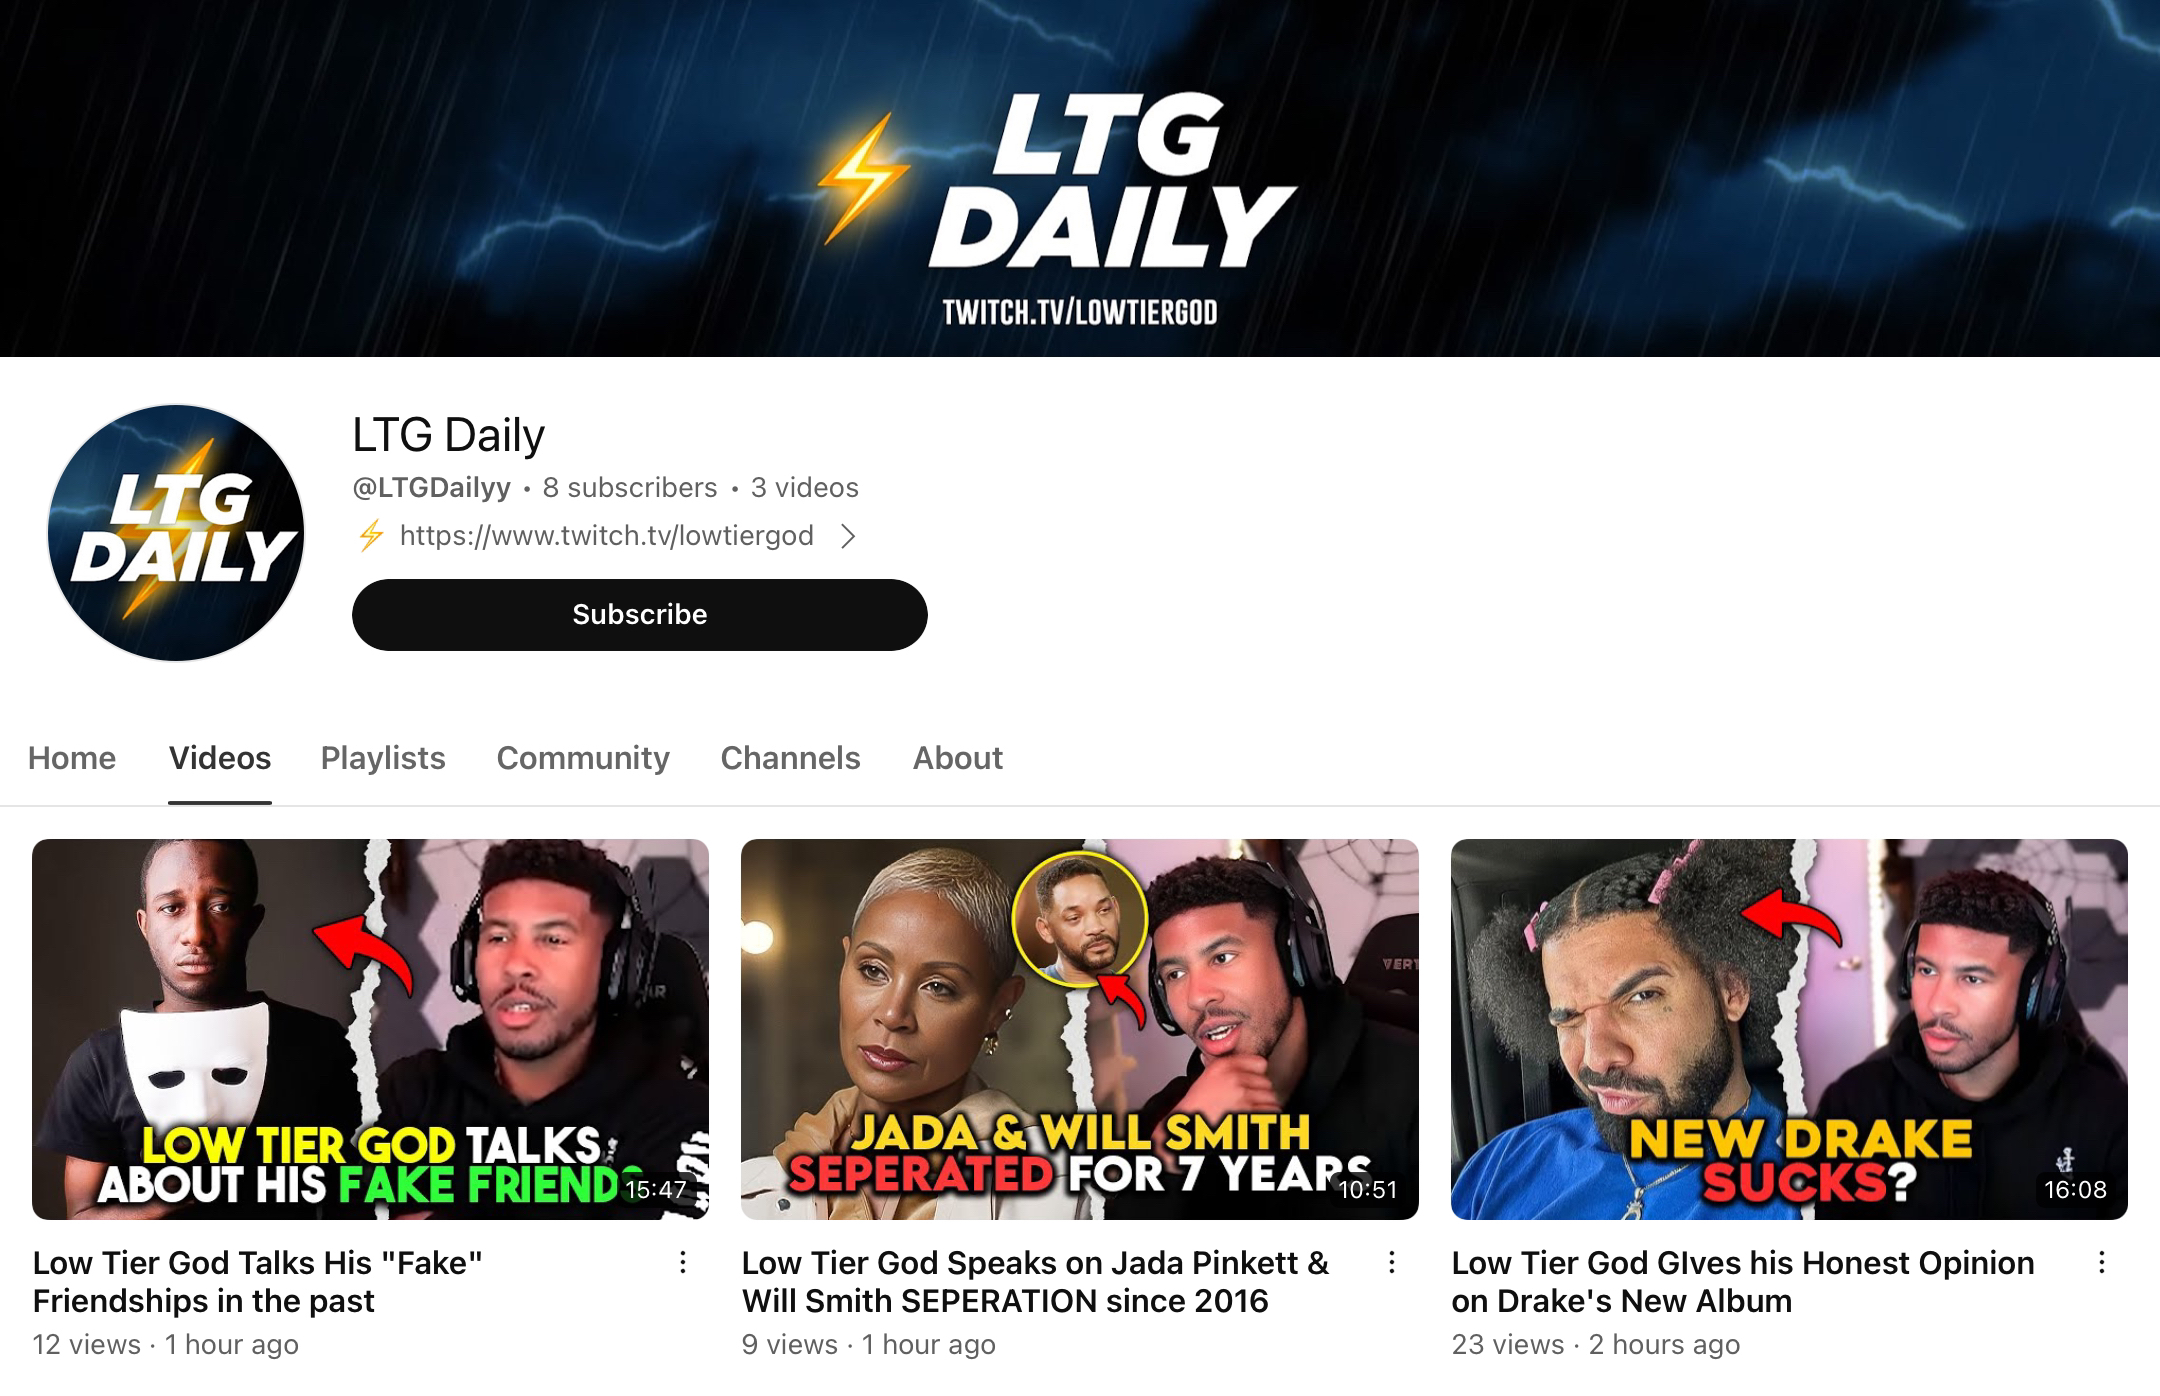 LTG
DAILY
TWITCH.TV/LOWTIERGOD
LTG
DAILY
LTG Daily
@LTGDailyy • 8 subscribers • 3 videos
https://www.twitch.tv/lowtiergod
Subscribe
Home Videos Playlists Community Channels About
LOW TIER GOD TALKS
ABOUT HIS FAKE FRIENDS
15:47
Low Tier God Talks His "Fake"
Friendships in the past
12 views · 1 hour ago
JADA & WILL SMITH
SEPERATED FOR 7 YEARS
10:51
Low Tier God Speaks on Jada Pinkett &
Will Smith SEPERATION since 2016
9 views · 1 hour ago
NEW DRAKE
SUCKS?
16:08
Low Tier God GIves his Honest Opinion
on Drake's New Album
23 views · 2 hours ago